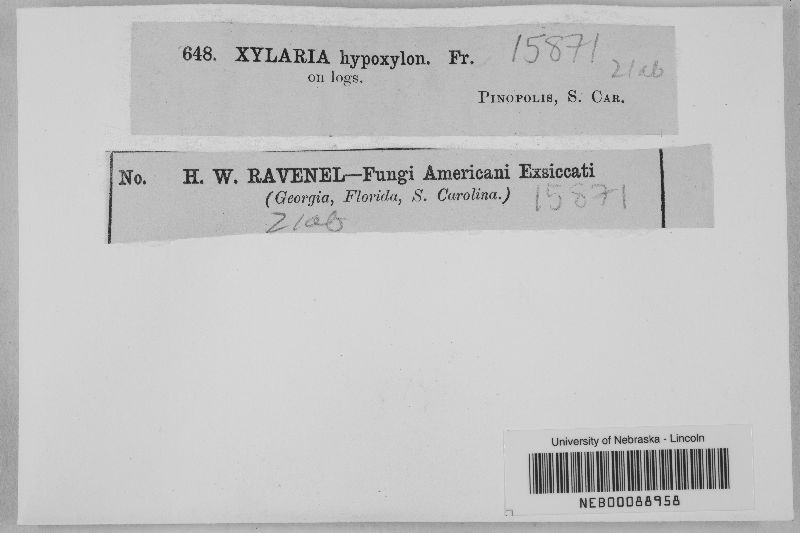 648. XYLARIA hypoxylon. Fr. 15871
on logs. 21ab
PINOPOLIS, S. CAR.
No. H. W. RAVENEL—Fungi Americani Exsiccati
(Georgia, Florida, S. Carolina.) 15871
21ab
University of Nebraska - Lincoln
NEB00088958